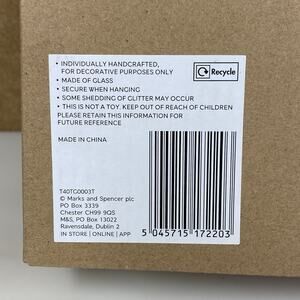 • INDIVIDUALLY HANDCRAFTED,
FOR DECORATIVE PURPOSES ONLY
• MADE OF GLASS
• SECURE WHEN HANGING
• SOME SHEDDING OF GLITTER MAY OCCUR
• THIS IS NOT A TOY. KEEP OUT OF REACH OF CHILDREN
PLEASE RETAIN THIS INFORMATION FOR
FUTURE REFERENCE
Recycle
MADE IN CHINA
T40TG0003T
© Marks and Spencer plc
PO Box 3339
Chester CH99 9QS
M&S, PO Box 13022
Ravensdale, Dublin 2
IN STORE | ONLINE | APP
5 045715 172203